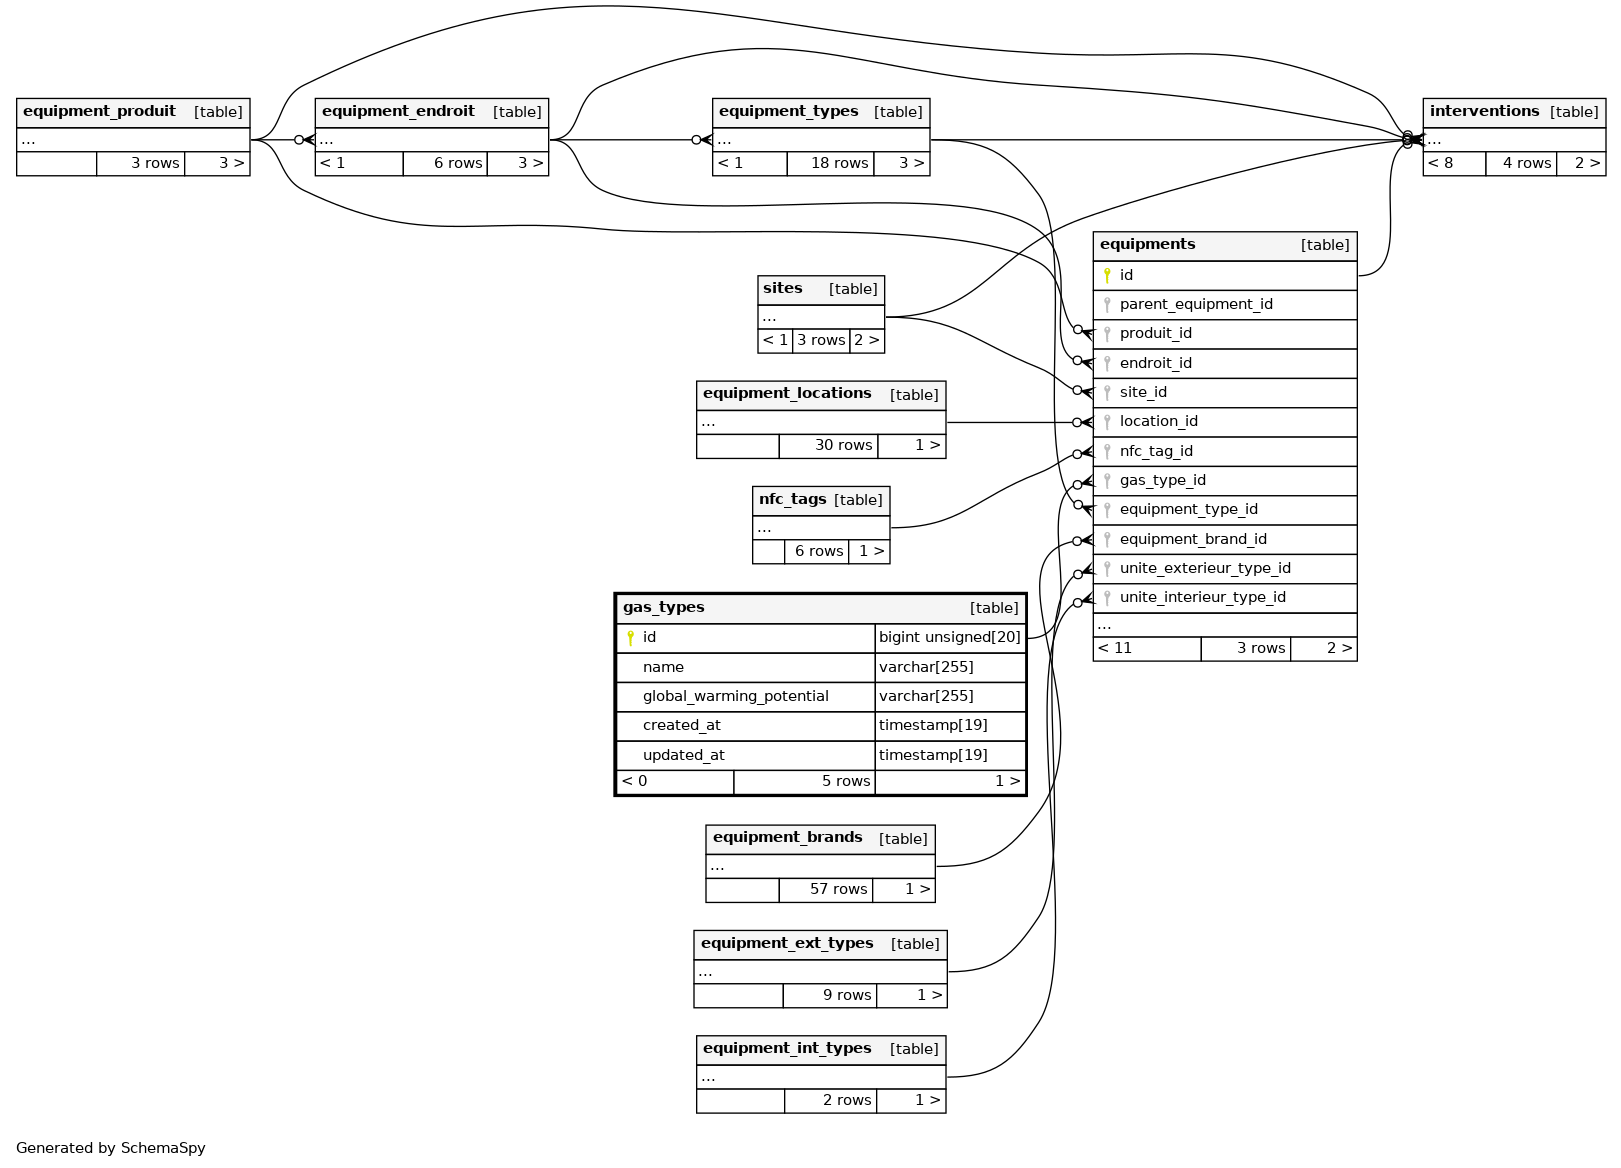 equipment_produit [table]
...
3 rows 3 >
equipment_endroit [table]
...
< 1 6 rows 3 >
equipment_types [table]
...
< 1 18 rows 3 >
interventions [table]
...
< 8 4 rows 2 >
equipments [table]
id
parent_equipment_id
produit_id
endroit_id
site_id
location_id
nfc_tag_id
gas_type_id
equipment_type_id
equipment_brand_id
unite_exterieur_type_id
unite_interieur_type_id
...
< 11 3 rows 2 >
sites [table]
...
< 1 3 rows 2 >
equipment_locations [table]
...
30 rows 1 >
nfc_tags [table]
...
6 rows 1 >
gas_types [table]
id bigint unsigned[20]
name varchar[255]
global_warming_potential varchar[255]
created_at timestamp[19]
updated_at timestamp[19]
< 0 5 rows 1 >
equipment_brands [table]
...
57 rows 1 >
equipment_ext_types [table]
...
9 rows 1 >
equipment_int_types [table]
...
2 rows 1 >
Generated by SchemaSpy